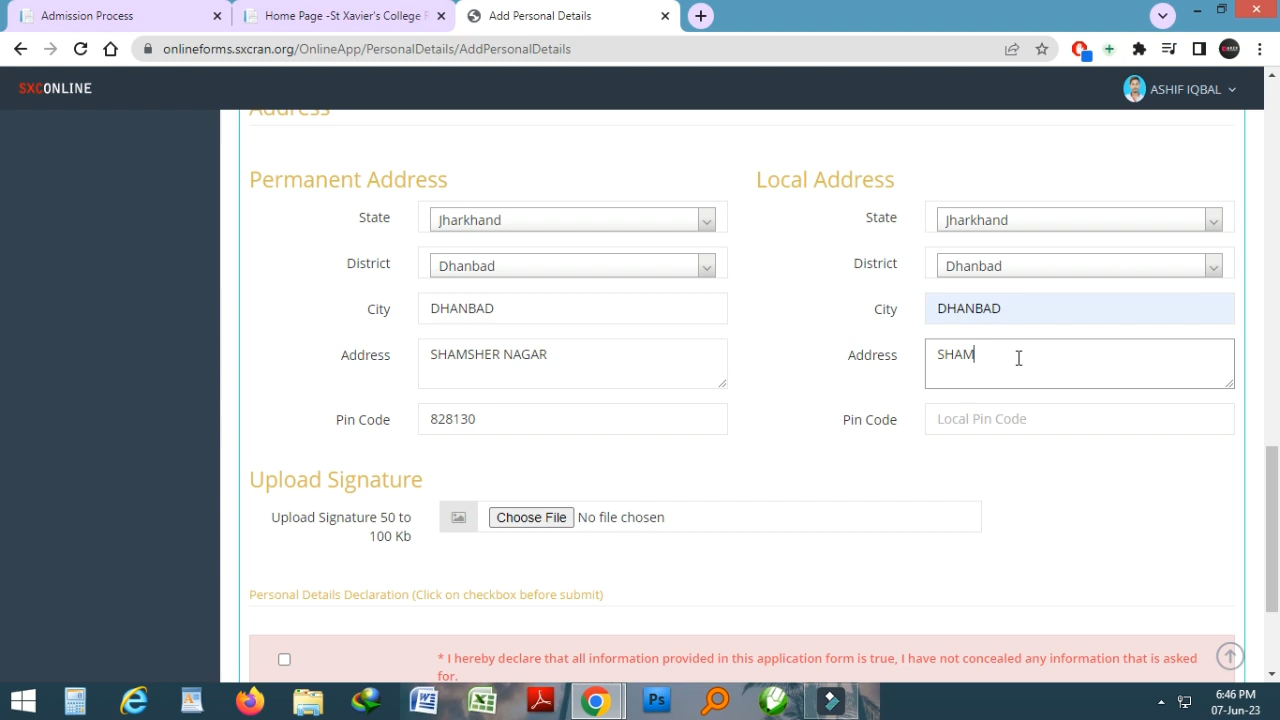 Admission Process
Home Page -St Xavier's College R
Add Personal Details
onlineforms.sxcran.org/OnlineApp/PersonalDetails/AddPersonalDetails
SXCONLINE
ASHIF IQBAL
Address
Permanent Address
Local Address
State
Jharkhand
State
Jharkhand
District
Dhanbad
District
Dhanbad
City
DHANBAD
City
DHANBAD
Address
SHAMSHER NAGAR
Address
SHAM
Pin Code
828130
Pin Code
Local Pin Code
Upload Signature
Upload Signature 50 to
100 Kb
Choose File No file chosen
Personal Details Declaration (Click on checkbox before submit)
* I hereby declare that all information provided in this application form is true, I have not concealed any information that is asked
for.
Ps
6:46 PM
07-Jun-23